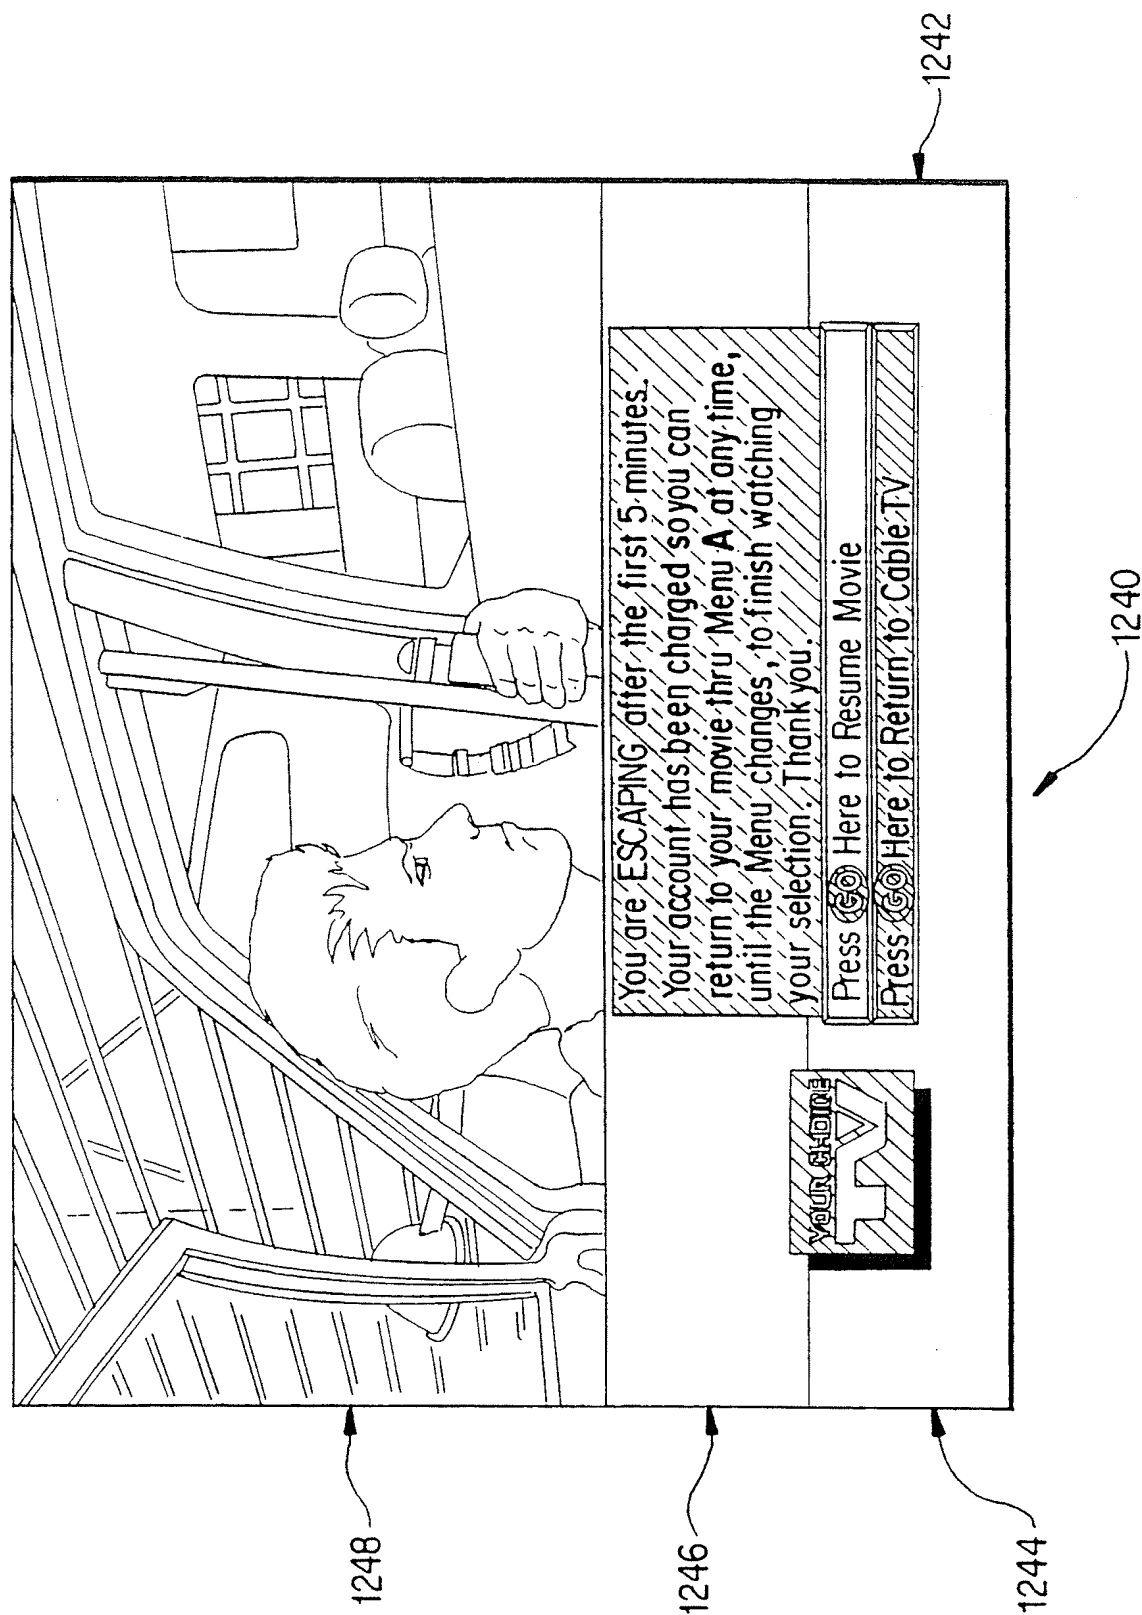 1248
1246
1244
You are ESCAPING after the first 5 minutes.
Your account has been charged so you can
return to your movie thru Menu A at any time,
until the Menu changes, to finish watching
your selection. Thank you.
YOUR CHOICE
TV
Press GO Here to Resume Movie
Press GO Here to Return to Cable TV
1242
1240